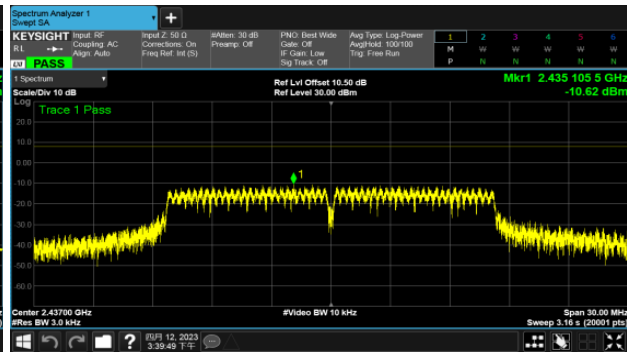 Spectrum Analyzer 1
Swept SA
+
KEYSIGHT
RL
LXI
PASS
Input: RF
Coupling: AC
Align: Auto
Input Z: 50 Ω
Corrections: On
Freq Ref: Int (S)
#Atten: 30 dB
Preamp: Off
PNO: Best Wide
Gate: Off
IF Gain: Low
Sig Track: Off
Avg Type: Log-Power
Avg|Hold: 100/100
Trig: Free Run
1 2 3 4 5 6
M W W W W W
P N N N N N
1 Spectrum
Scale/Div 10 dB
Ref Lvl Offset 10.50 dB
Ref Level 30.00 dBm
Mkr1 2.435 105 5 GHz
-10.62 dBm
Log
Trace 1 Pass
20.0
10.0
0.00
-10.0
1
-20.0
-30.0
-40.0
-50.0
-60.0
Center 2.43700 GHz
#Res BW 3.0 kHz
#Video BW 10 kHz
Span 30.00 MHz
Sweep 3.16 s (20001 pts)
?
四月 12, 2023
3:39:49 下午